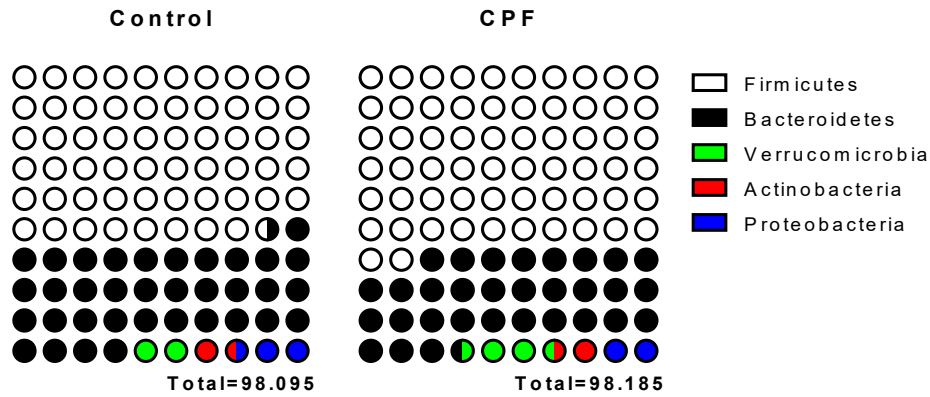 Control
CPF
Firmicutes
Bacteroidetes
Verrucomicrobia
Actinobacteria
Proteobacteria
Total=98.095
Total=98.185